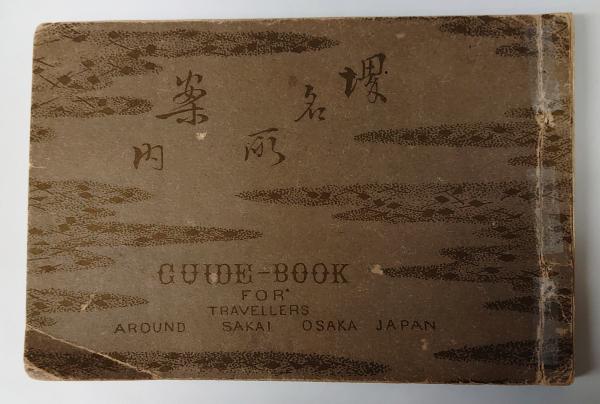 堺名所案内
GUIDE-BOOK
FOR
TRAVELLERS
AROUND SAKAI OSAKA JAPAN